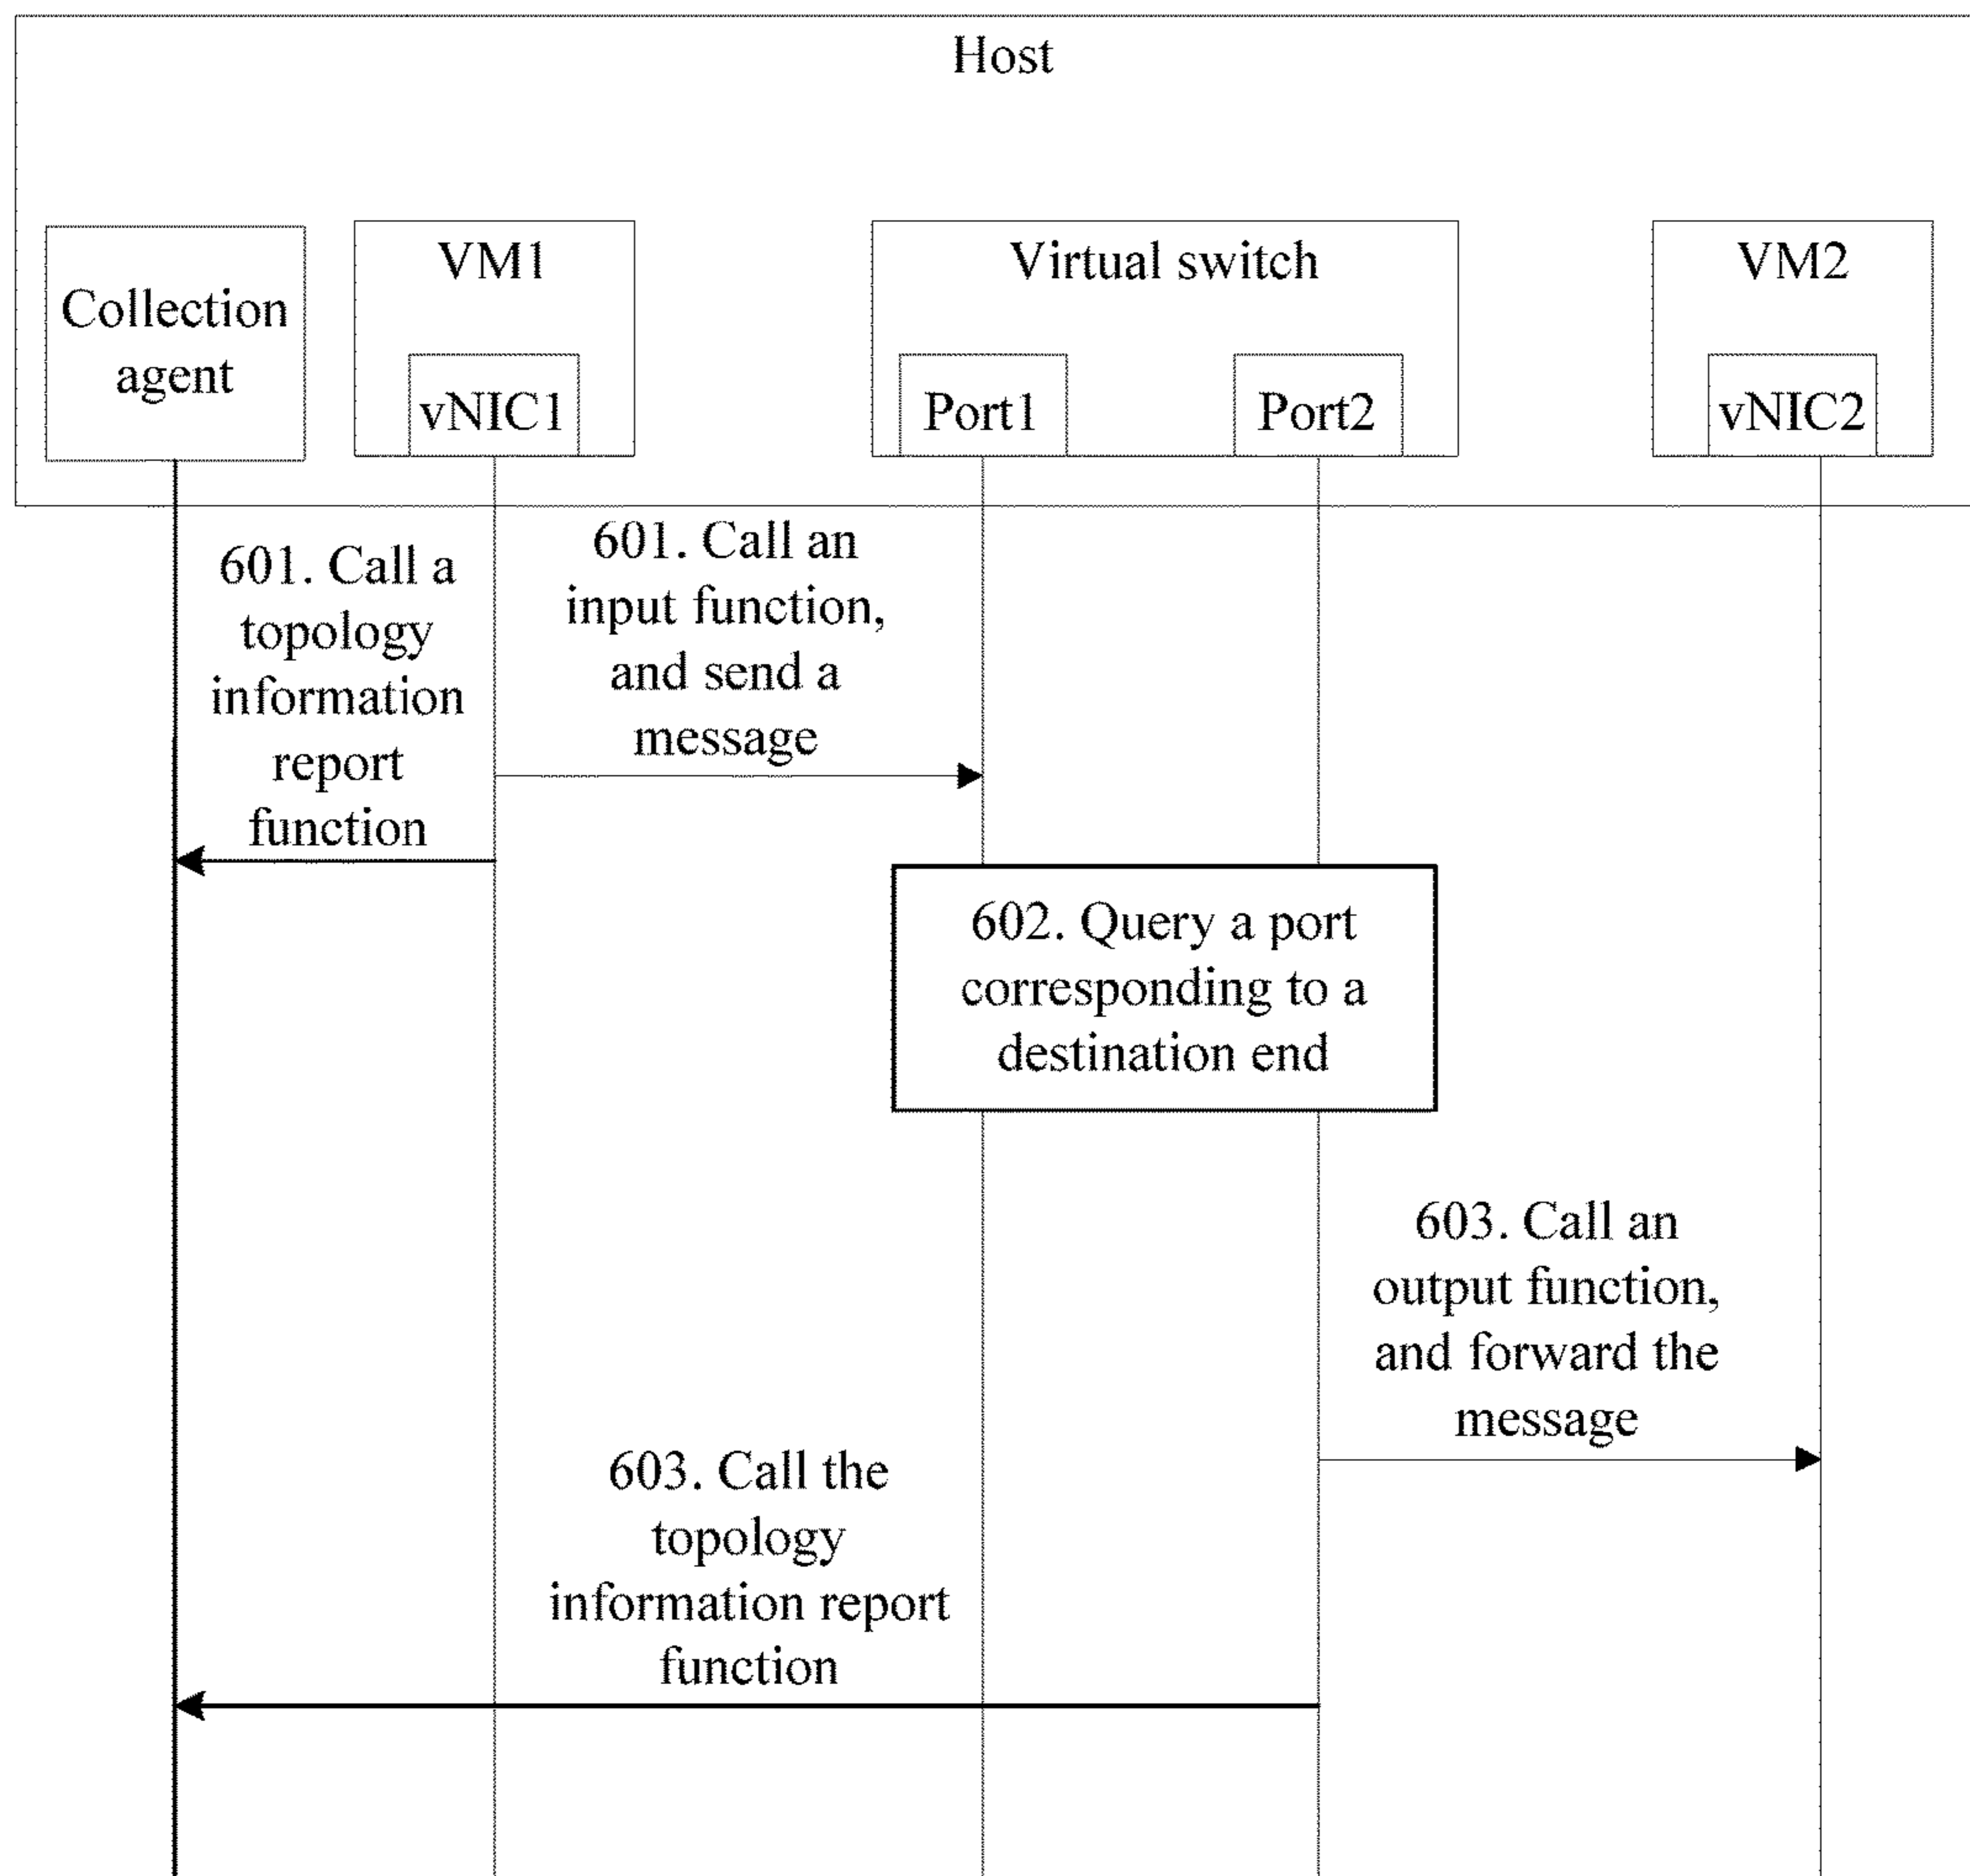 Host
Collection
agent
VM1
vNIC1
Virtual switch
Port1
Port2
VM2
vNIC2
601. Call a
topology
information
report
function
601. Call an
input function,
and send a
message
602. Query a port
corresponding to a
destination end
603. Call an
output function,
and forward the
message
603. Call the
topology
information report
function